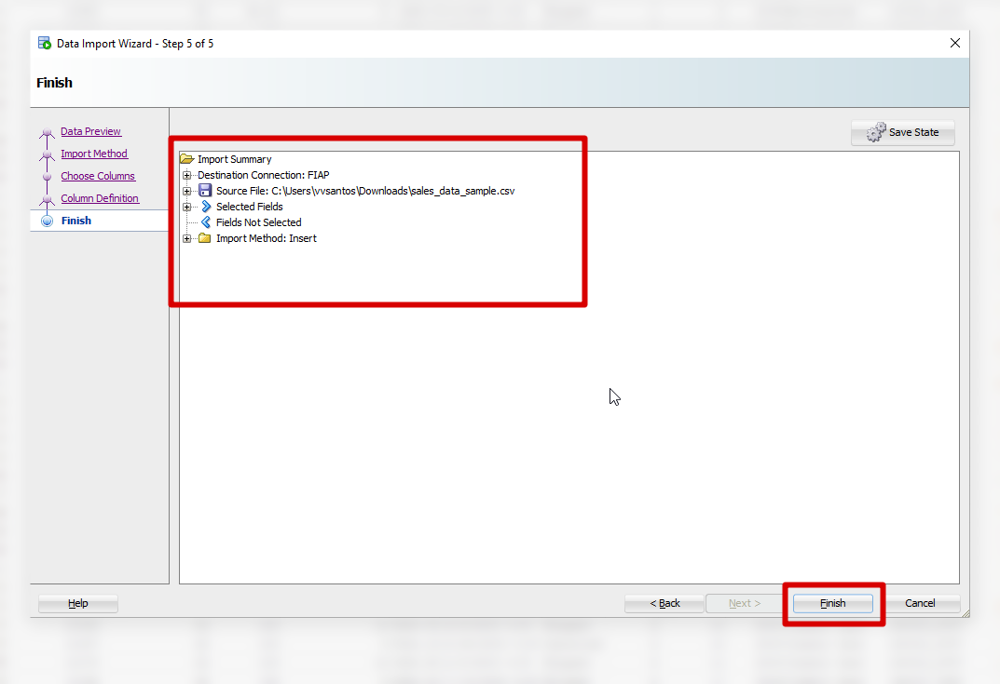 Data Import Wizard - Step 5 of 5
Finish
Data Preview
Import Method
Choose Columns
Column Definition
Finish
Save State
Import Summary
Destination Connection: FIAP
Source File: C:\Users\vvsantos\Downloads\sales_data_sample.csv
Selected Fields
Fields Not Selected
Import Method: Insert
Help
< Back
Next >
Finish
Cancel